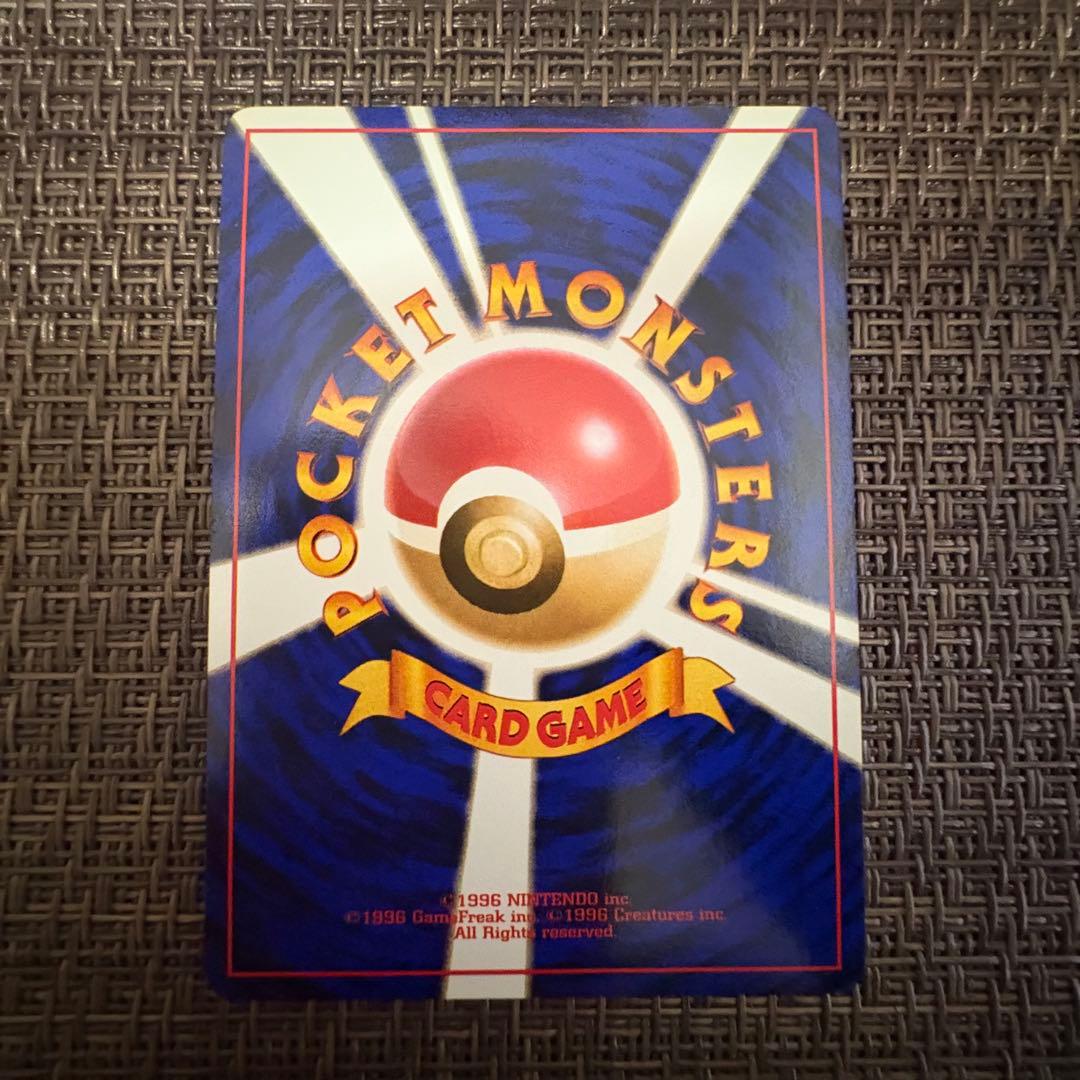 POCKET MONSTERS
CARD GAME
©1996 NINTENDO inc.
©1996 GameFreak inc. ©1996 Creatures inc.
All Rights reserved.